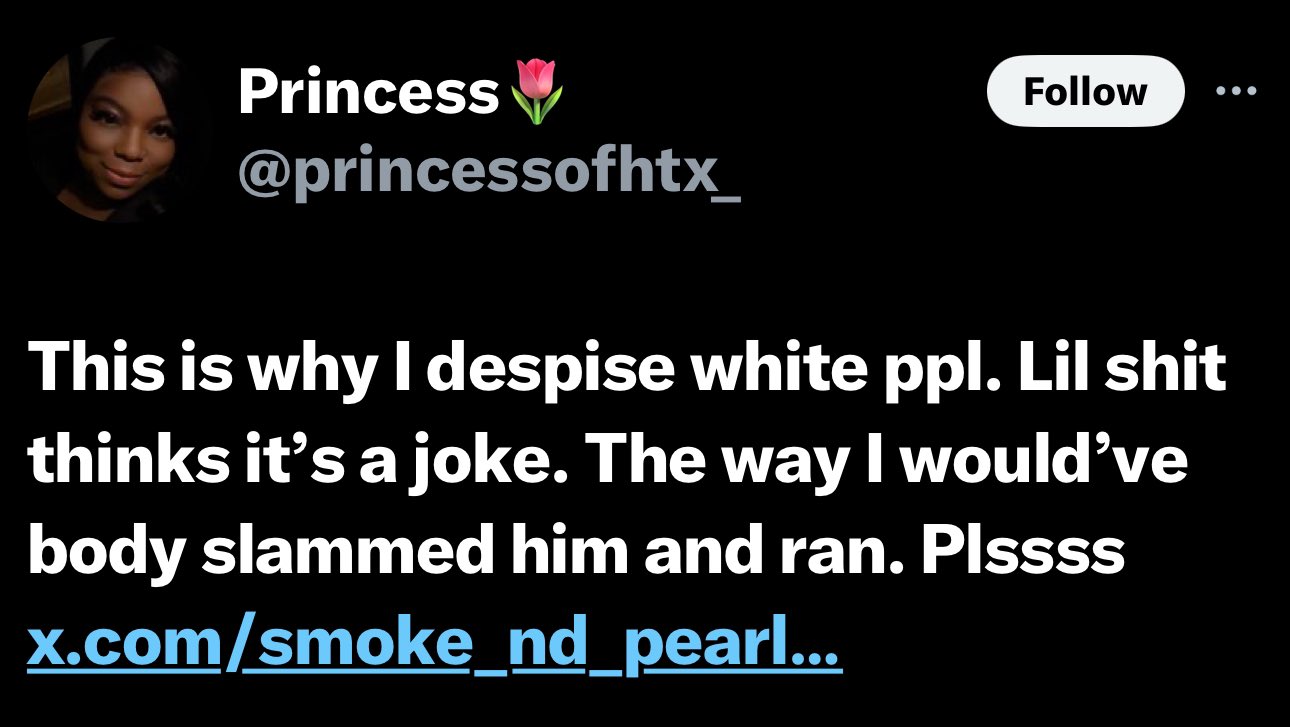 Princess🌷
Follow
@princessofhtx_
This is why I despise white ppl. Lil shit
thinks it’s a joke. The way I would’ve
body slammed him and ran. Plssss
x.com/smoke_nd_pearl...